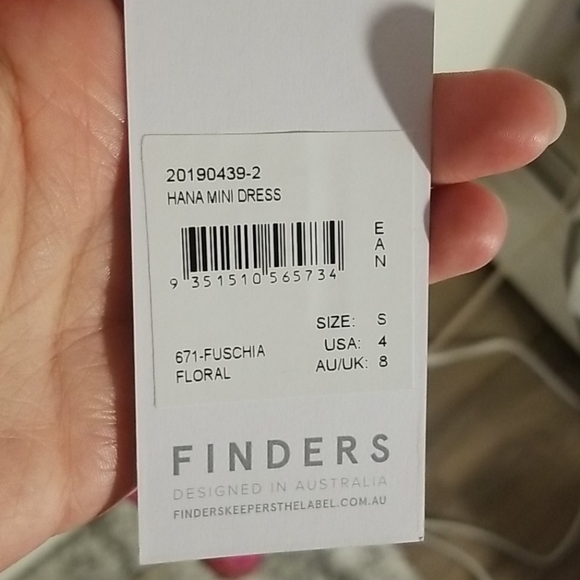 20190439-2
HANA MINI DRESS
9 351510 565734
E
A
N
SIZE: S
USA: 4
AU/UK: 8
671-FUSCHIA
FLORAL
FINDERS
DESIGNED IN AUSTRALIA
FINDERSKEEPERSTHELABEL.COM.AU